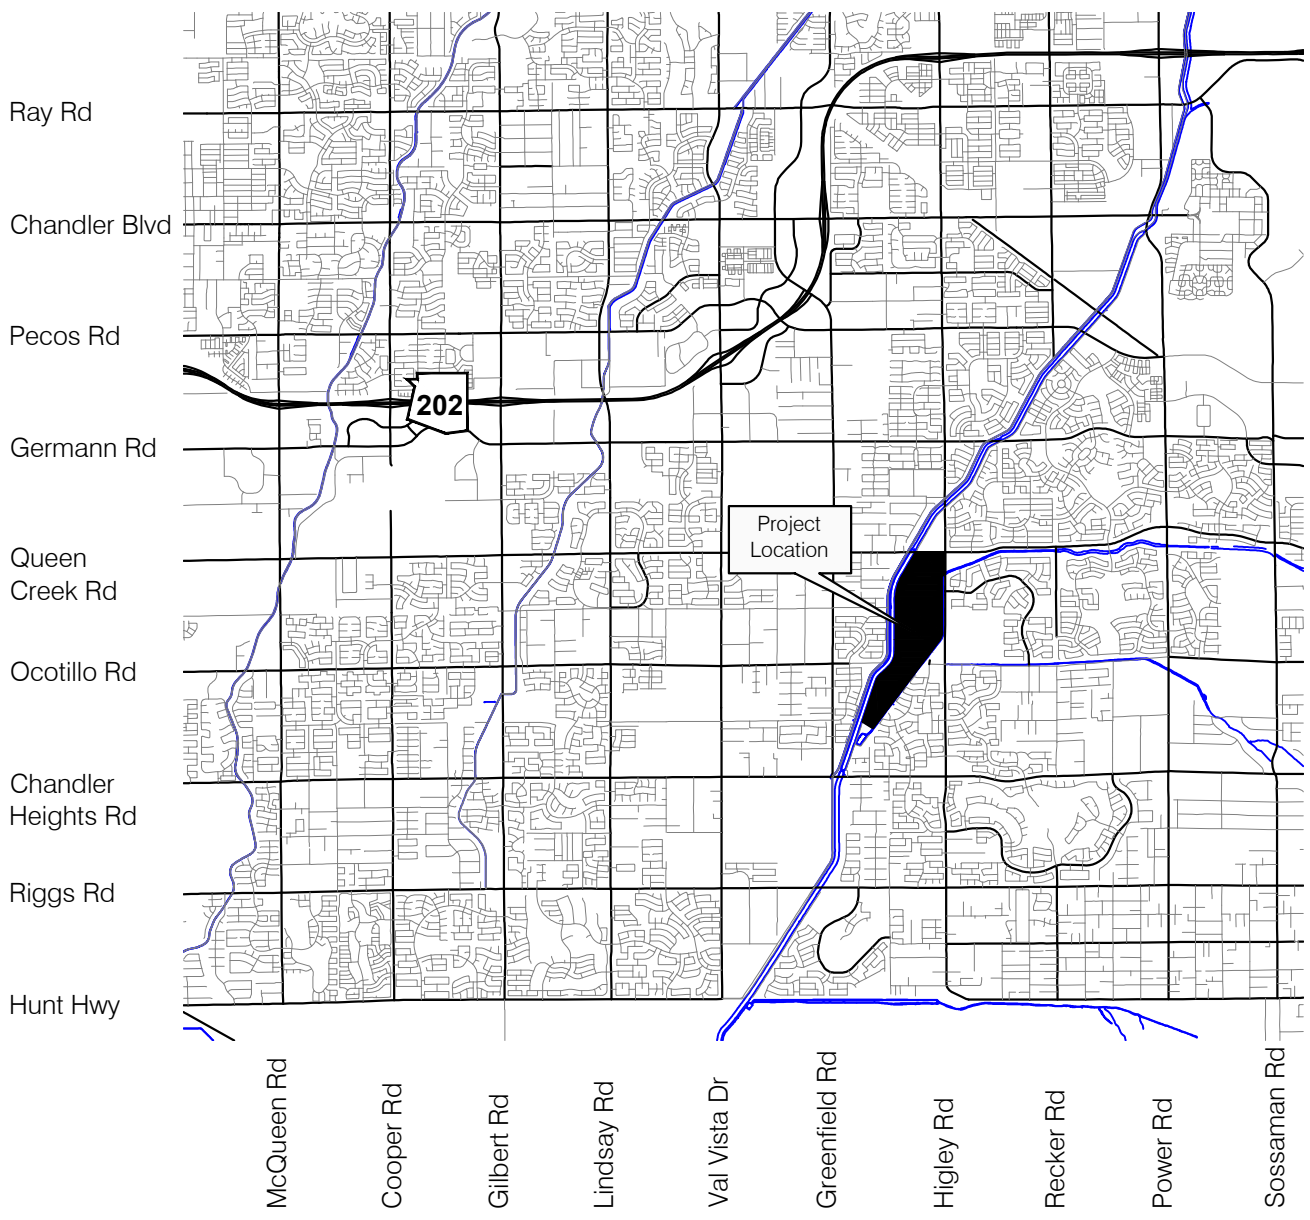 Ray Rd
Chandler Blvd
Pecos Rd
202
Germann Rd
Project
Location
Queen
Creek Rd
Ocotillo Rd
Chandler
Heights Rd
Riggs Rd
Hunt Hwy
McQueen Rd
Cooper Rd
Gilbert Rd
Lindsay Rd
Val Vista Dr
Greenfield Rd
Higley Rd
Recker Rd
Power Rd
Sossaman Rd